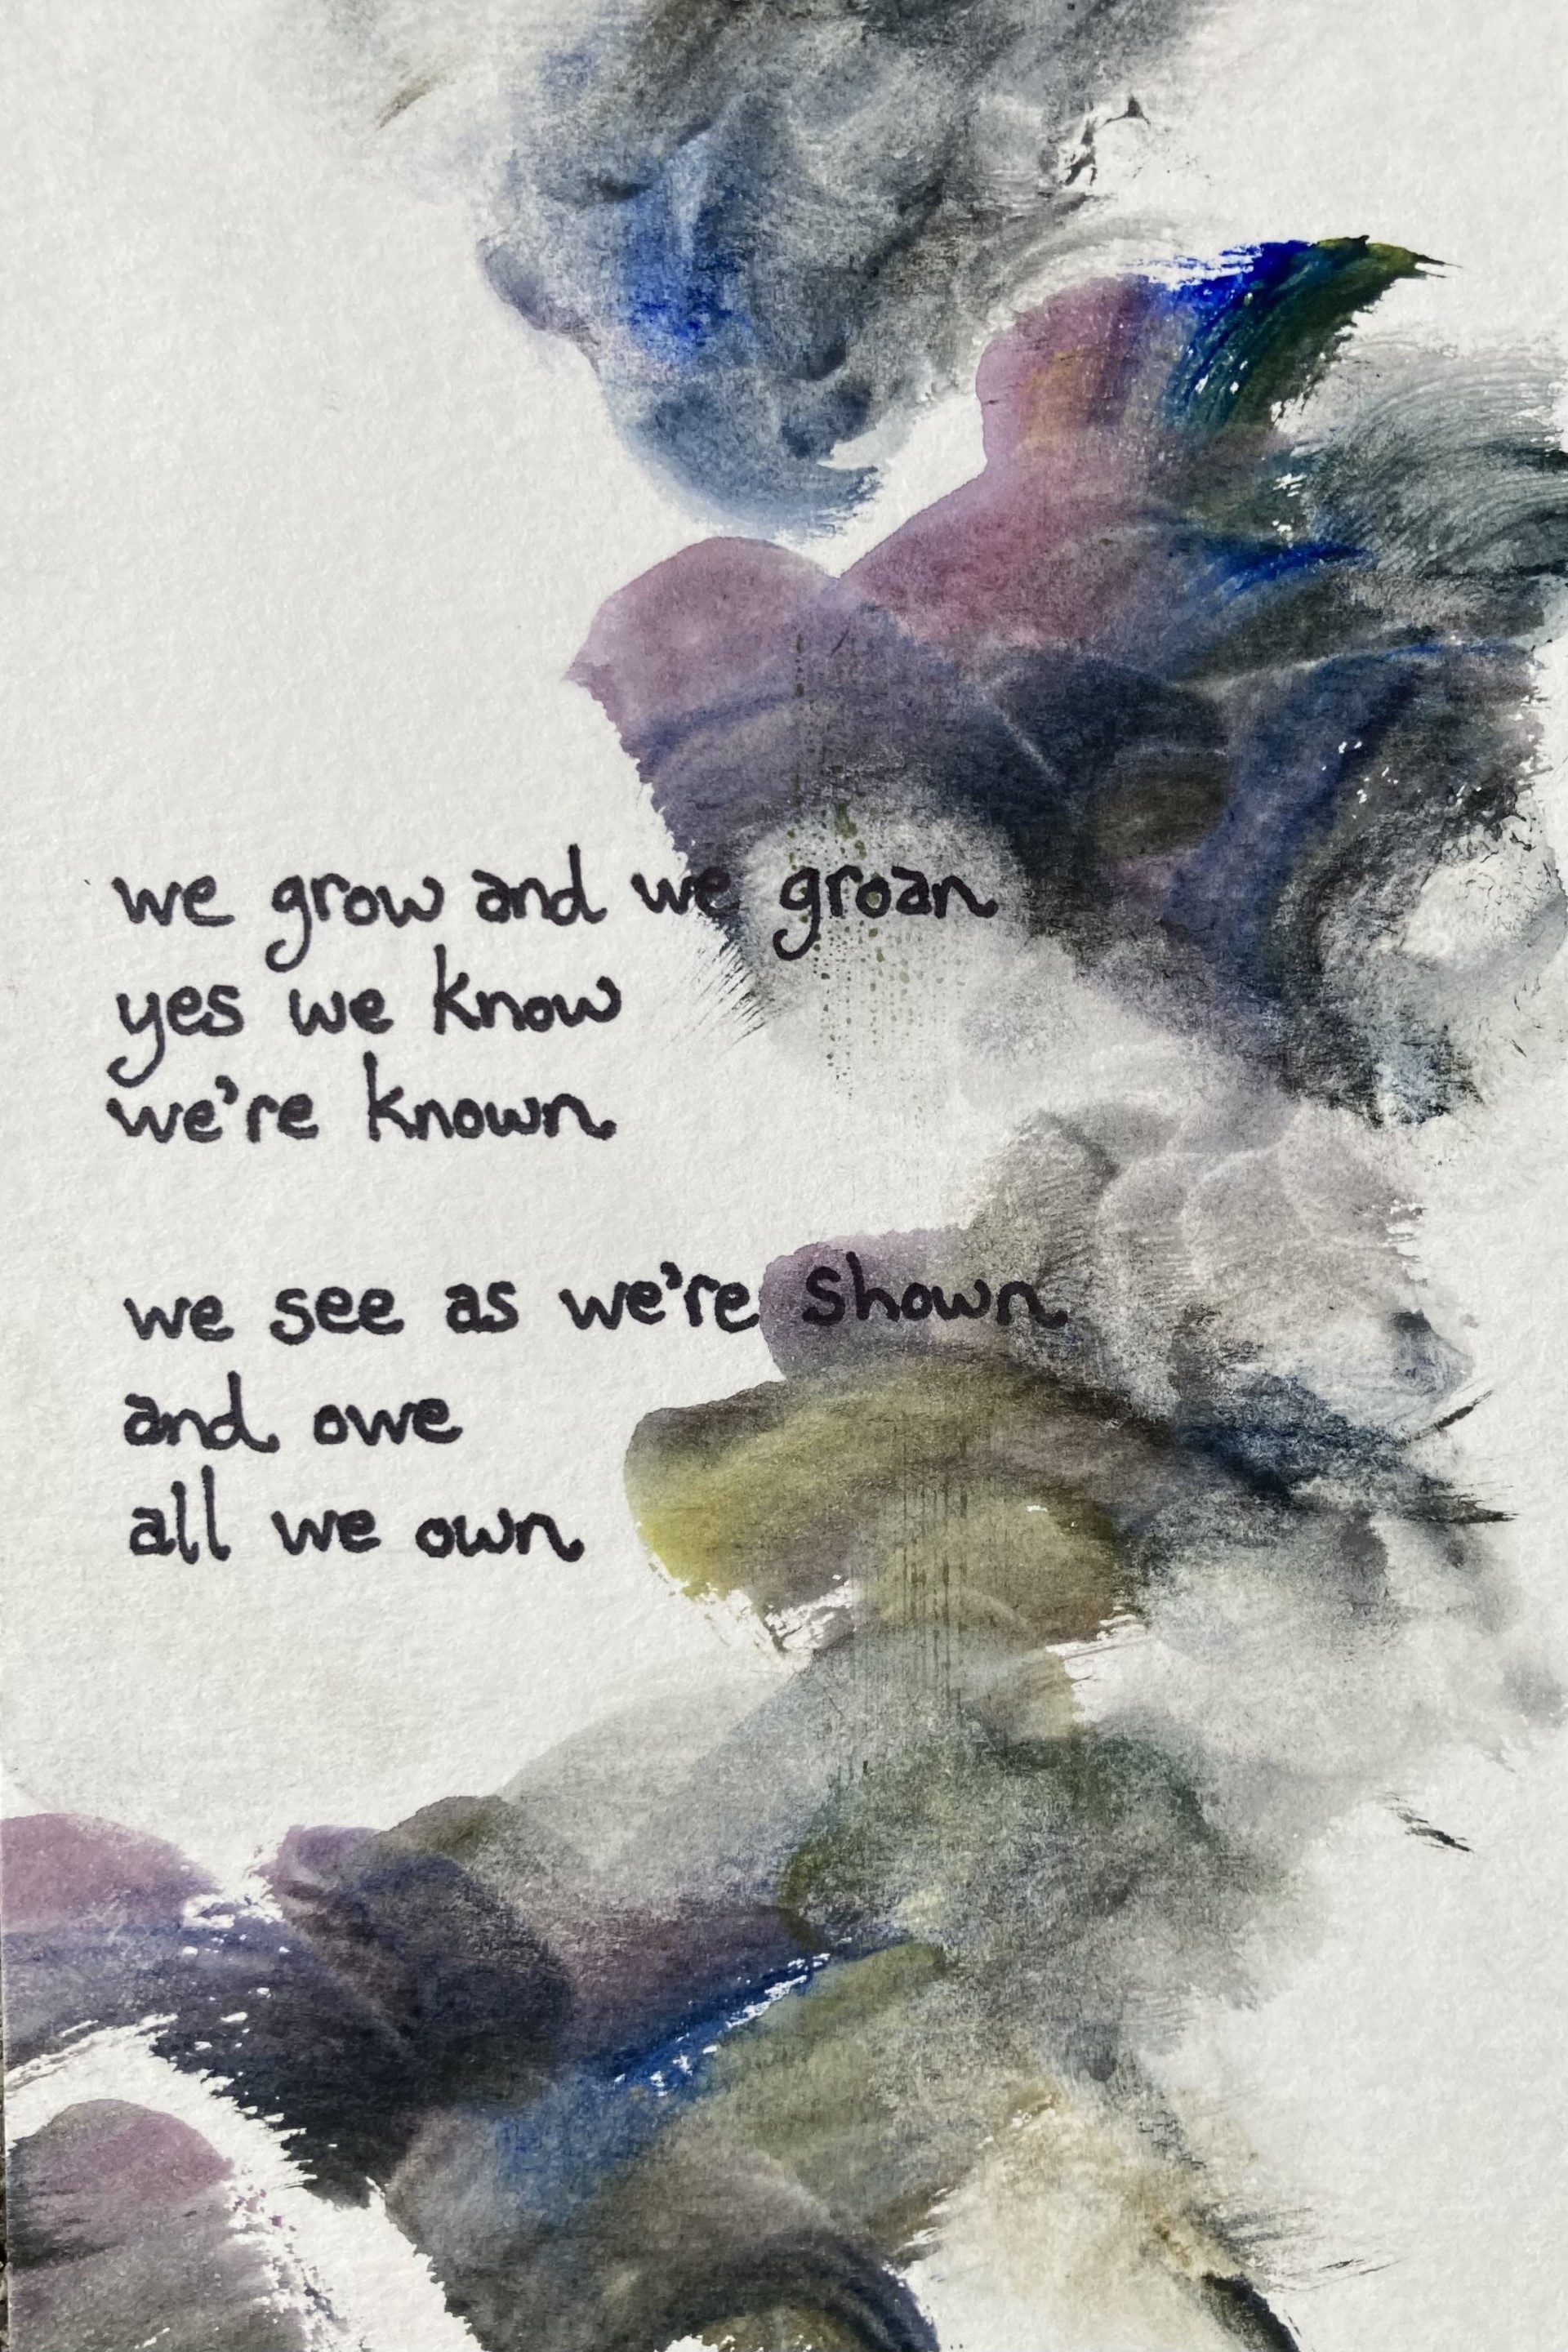 we grow and we groan
yes we know
we're known
we see as we're shown
and owe
all we own